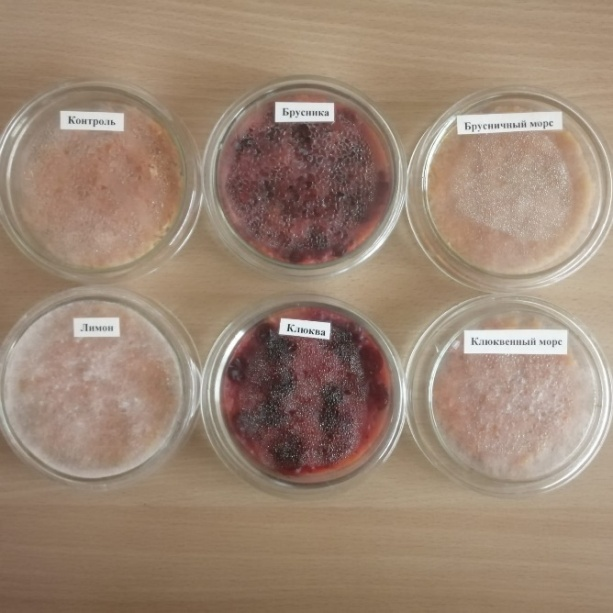 Контроль
Брусника
Брусничный морс
Лимон
Клюква
Клюквенный морс